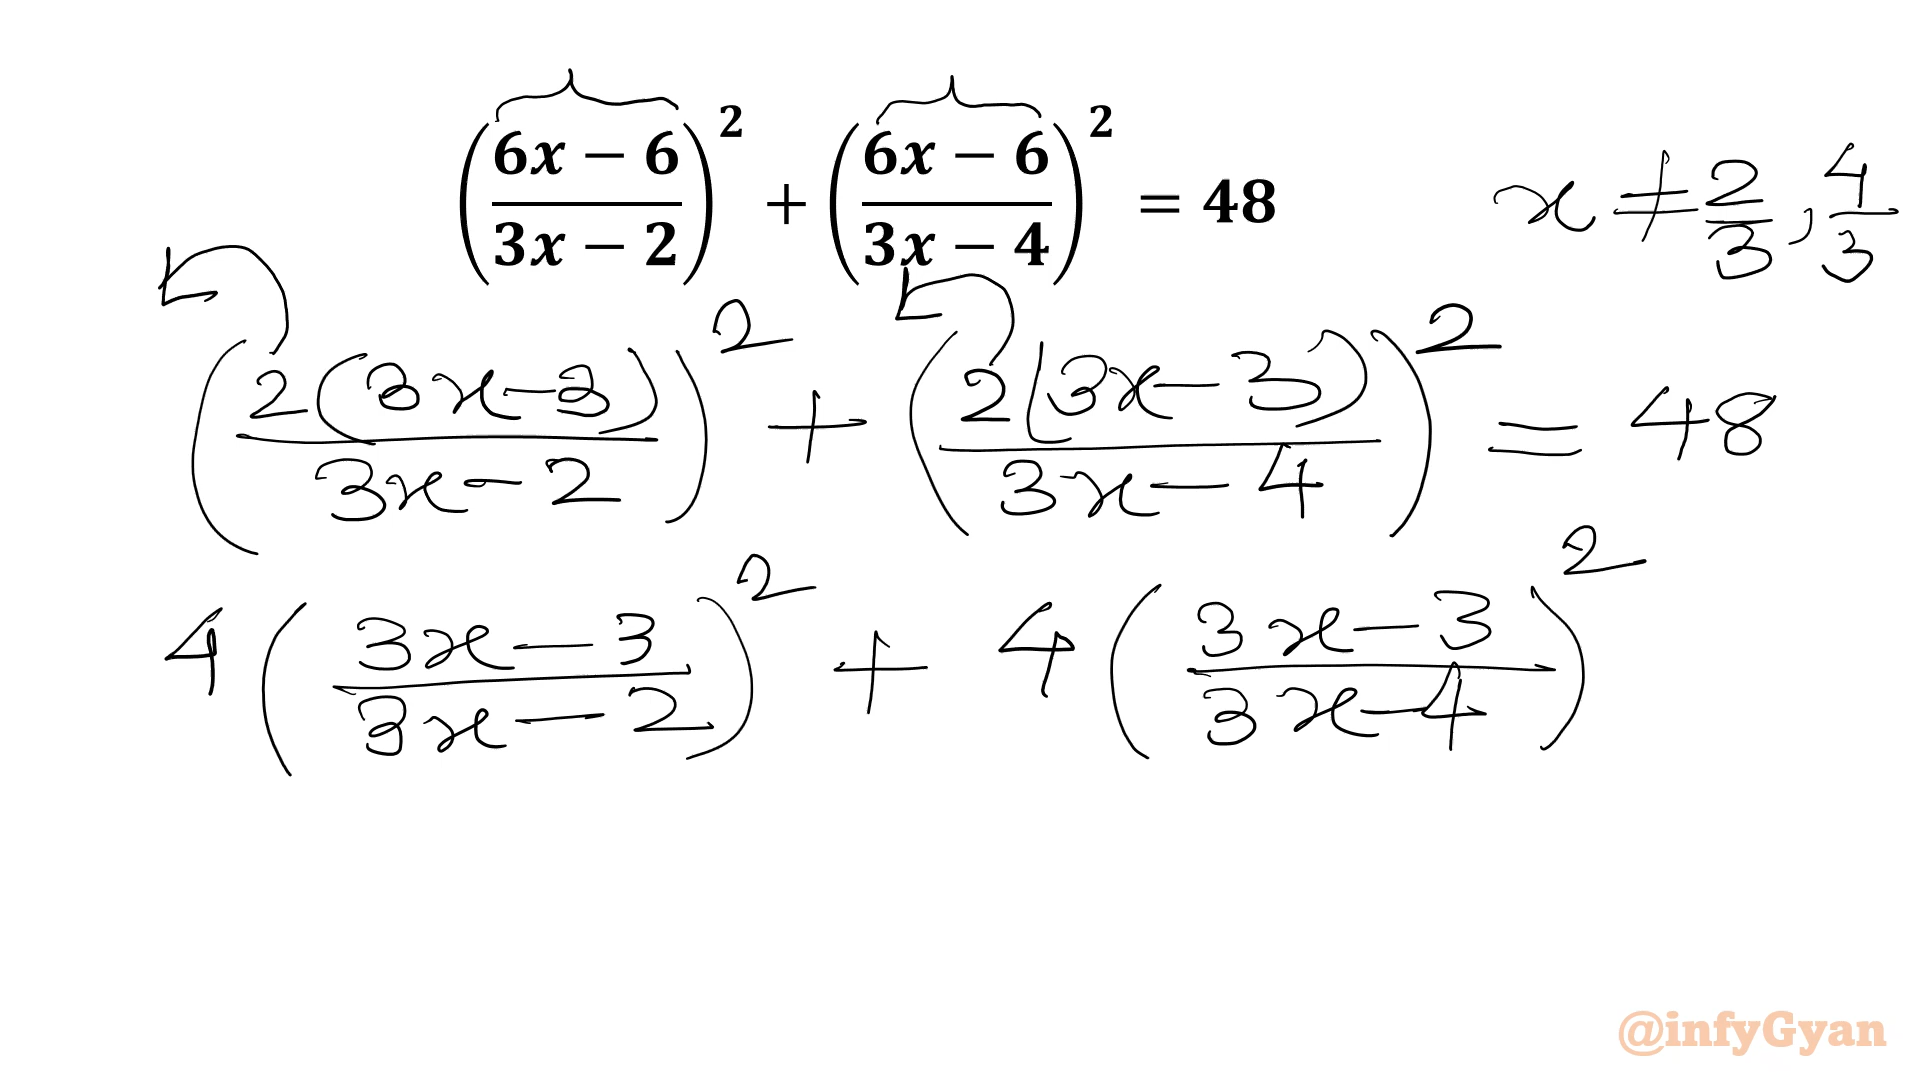 (6x − 6 / 3x − 2)² + (6x − 6 / 3x − 4)² = 48
x ≠ 2/3, 4/3
(2(3x − 3) / 3x − 2)² + (2(3x − 3) / 3x − 4)² = 48
4(3x − 3 / 3x − 2)² + 4(3x − 3 / 3x − 4)²
@infyGyan